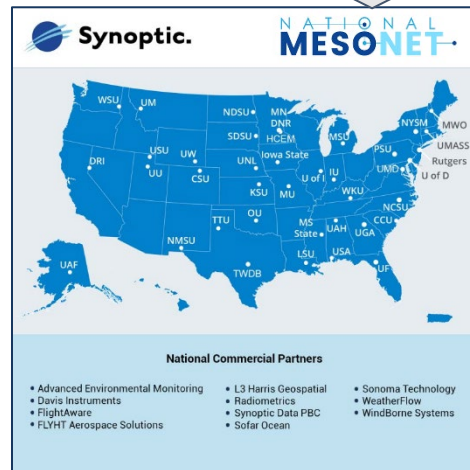 Synoptic.
NATIONAL
MESONET
WSU
UM
NDSU
MN
DNR
HCEM
MSU
NYSM
MWO
UMASS
Rutgers
U of D
PSU
UMD
SDSU
Iowa State
USU
UU
UW
CSU
DRI
UNL
U of I
IU
KSU
MU
WKU
NCSU
CCU
UGA
UAH
MS
State
OU
TTU
NMSU
LSU
USA
UF
TWDB
UAF
National Commercial Partners
• Advanced Environmental Monitoring
• Davis Instruments
• FlightAware
• FLYHT Aerospace Solutions
• L3 Harris Geospatial
• Radiometrics
• Synoptic Data PBC
• Sofar Ocean
• Sonoma Technology
• WeatherFlow
• WindBorne Systems